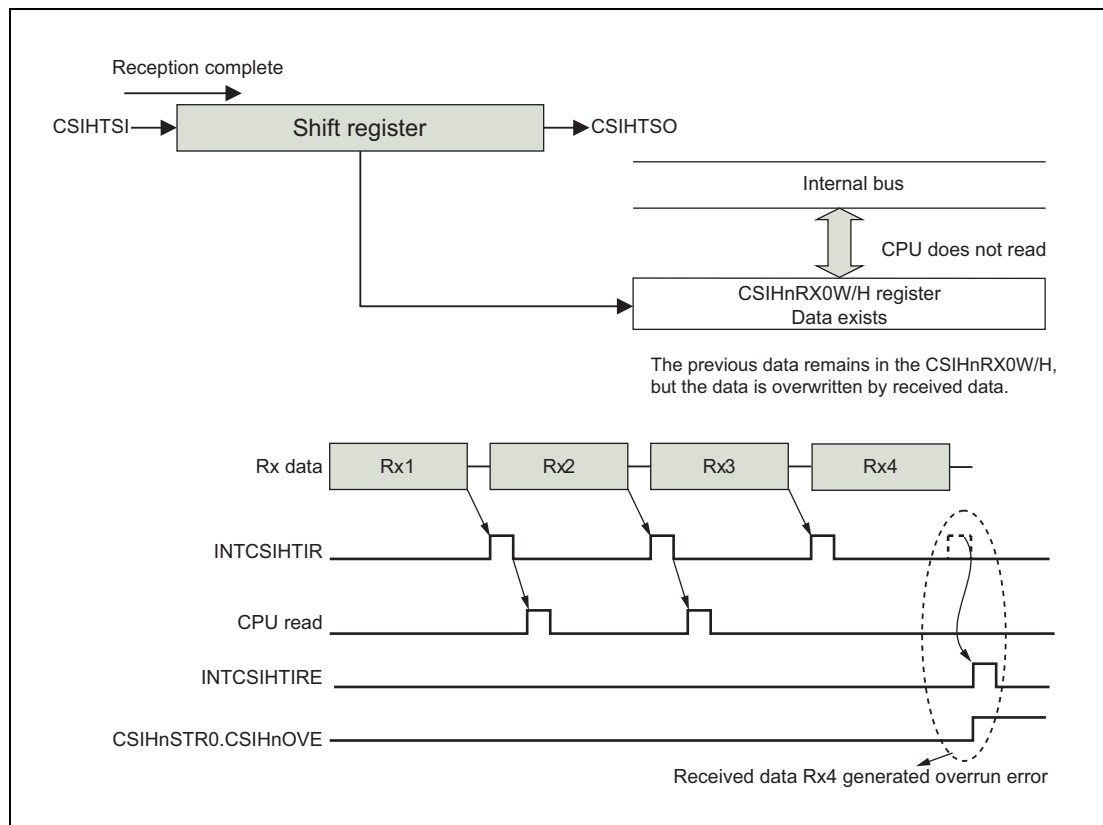 Reception complete
CSIHTSI
Shift register
CSIHTSO
Internal bus
CPU does not read
CSIHnRX0W/H register
Data exists
The previous data remains in the CSIHnRX0W/H,
but the data is overwritten by received data.
Rx data
Rx1
Rx2
Rx3
Rx4
INTCSIHTIR
CPU read
INTCSIHTIRE
CSIHnSTR0.CSIHnOVE
Received data Rx4 generated overrun error